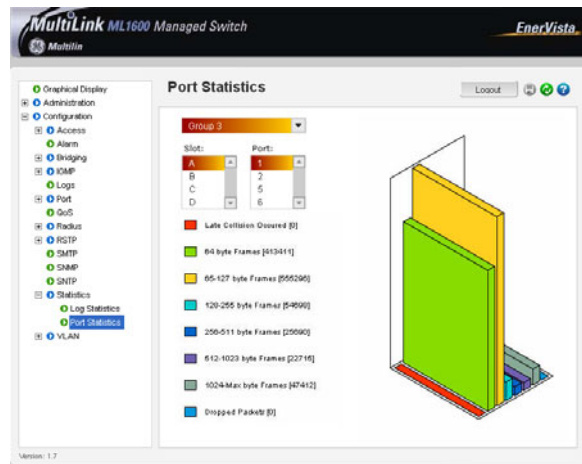 MultiLink ML1600 Managed Switch
EnerVista
Multilin
Graphical Display
Administration
Configuration
Access
Alarm
Bridging
IGMP
Logs
Port
QoS
Radius
RSTP
SMTP
SNMP
SNTP
Statistics
Log Statistics
Port Statistics
VLAN
Port Statistics
Logout
Group 3
Slot: Port:
A 1
B 2
C 5
D 6
Late Collision Occured [0]
64 byte Frames [413411]
65-127 byte Frames [555296]
128-255 byte Frames [54690]
256-511 byte Frames [25690]
512-1023 byte Frames [22716]
1024-Max byte Frames [47412]
Dropped Packets [0]
Version: 1.7